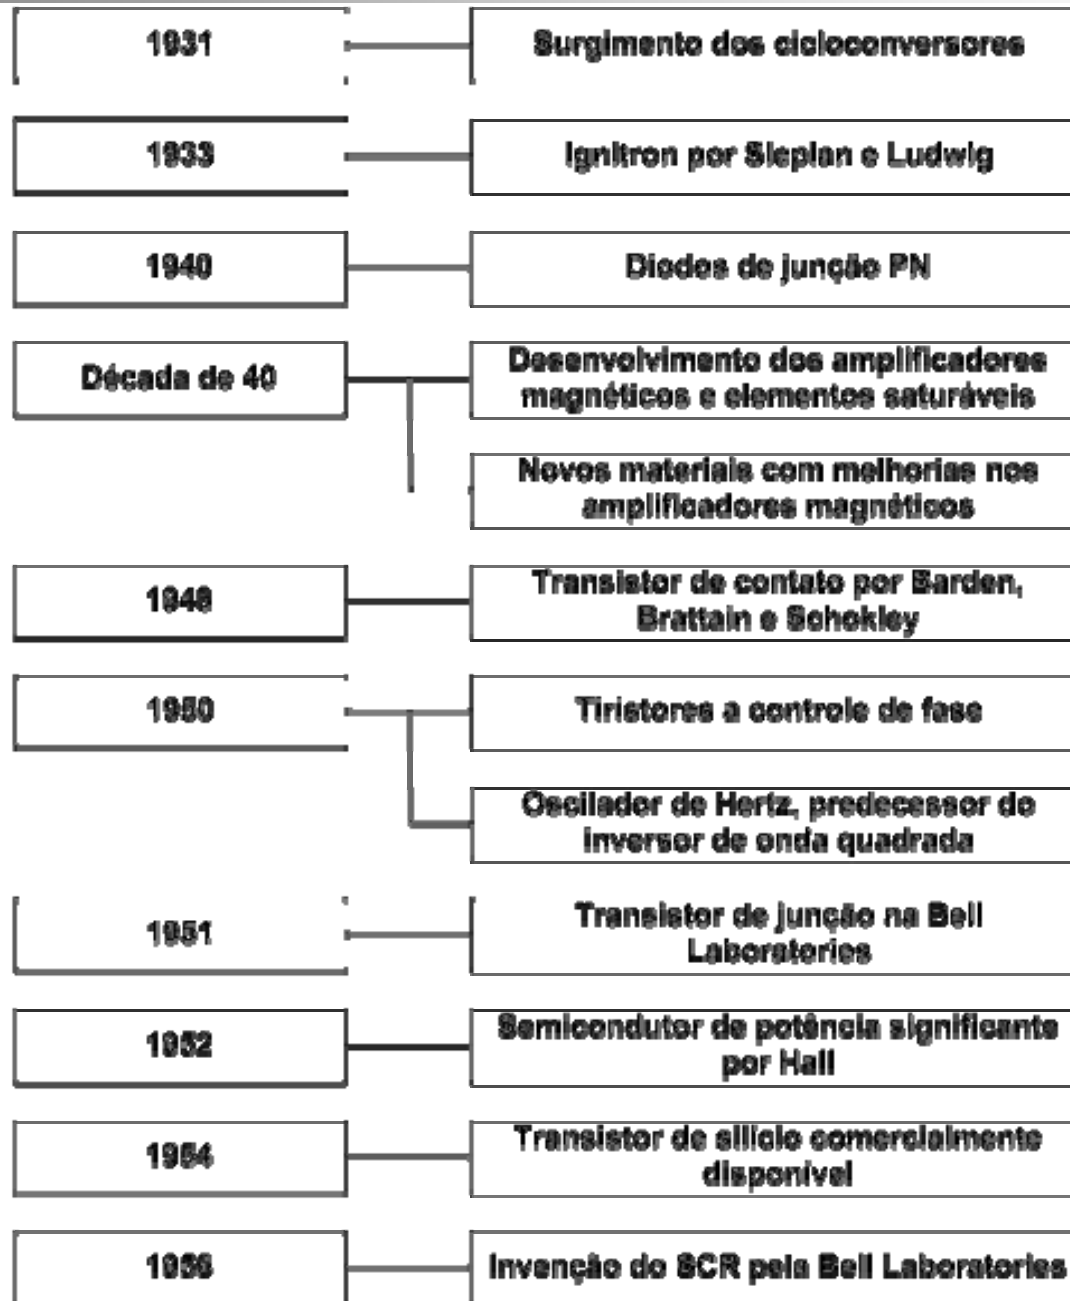 1931
Surgimento dos cicloconversores
1933
Ignitron por Slepian e Ludwig
1940
Diodos de junção PN
Década de 40
Desenvolvimento dos amplificadores
magnéticos e elementos saturáveis
Novos materiais com melhorias nos
amplificadores magnéticos
1948
Transistor de contato por Barden,
Brattain e Schokley
1950
Tiristores a controle de fase
Oscilador de Hertz, predecessor do
inversor de onda quadrada
1951
Transistor de junção na Bell
Laboratories
1952
Semicondutor de potência significante
por Hall
1954
Transistor de silício comercialmente
disponível
Invenção do SCR pela Bell Laboratories